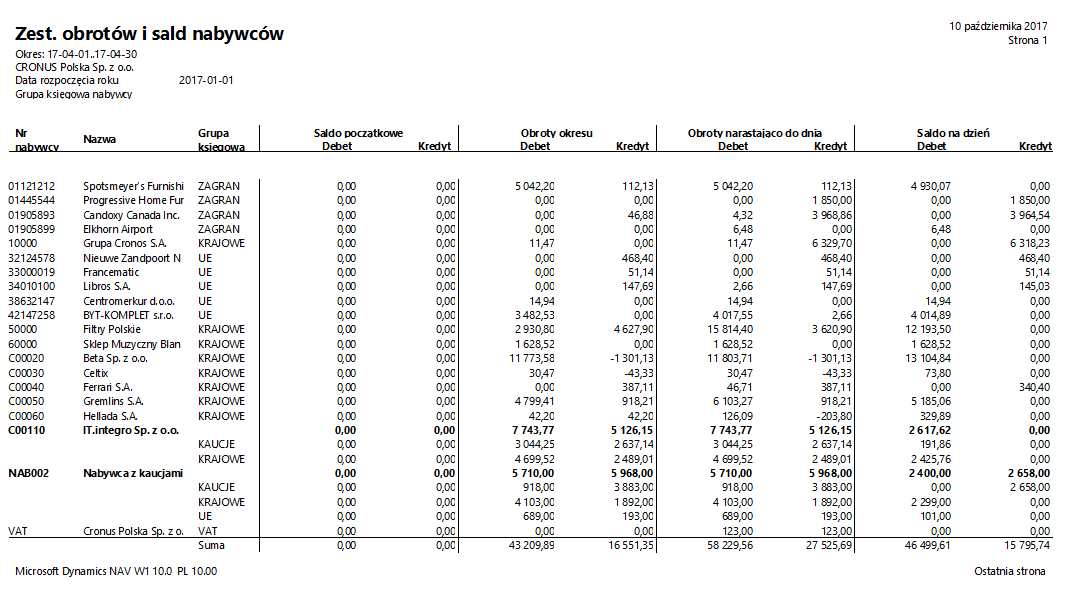 Zest. obrotów i sald nabywców
10 października 2017
Strona 1
Okres: 17-04-01..17-04-30
CRONUS Polska Sp. z o.o.
Data rozpoczęcia roku 2017-01-01
Grupa księgowa nabywcy
Nr nabywcy Nazwa Grupa księgowa Saldo początkowe Obroty okresu Obroty narastająco do dnia Saldo na dzień
Debet Kredyt Debet Kredyt Debet Kredyt Debet Kredyt
01121212 Spotsmeyer's Furnishi ZAGRAN 0,00 0,00 5 042,20 112,13 5 042,20 112,13 4 930,07 0,00
01445544 Progressive Home Fur ZAGRAN 0,00 0,00 0,00 0,00 0,00 1 850,00 0,00 1 850,00
01905893 Candoxy Canada Inc. ZAGRAN 0,00 0,00 0,00 46,88 4,32 3 968,86 0,00 3 964,54
01905899 Elkhorn Airport ZAGRAN 0,00 0,00 0,00 0,00 6,48 0,00 6,48 0,00
10000 Grupa Cronos S.A. KRAJOWE 0,00 0,00 11,47 0,00 11,47 6 329,70 0,00 6 318,23
32124578 Nieuwe Zandpoort N UE 0,00 0,00 0,00 468,40 0,00 468,40 0,00 468,40
33000019 Francematic UE 0,00 0,00 0,00 51,14 0,00 51,14 0,00 51,14
34010100 Libros S.A. UE 0,00 0,00 0,00 147,69 2,66 147,69 0,00 145,03
38632147 Centromerkur d.o.o. UE 0,00 0,00 14,94 0,00 14,94 0,00 14,94 0,00
42147258 BYT-KOMPLET s.r.o. UE 0,00 0,00 3 482,53 0,00 4 017,55 2,66 4 014,89 0,00
50000 Filtry Polskie KRAJOWE 0,00 0,00 2 930,80 4 627,90 15 814,40 3 620,90 12 193,50 0,00
60000 Sklep Muzyczny Blan KRAJOWE 0,00 0,00 1 628,52 0,00 1 628,52 0,00 1 628,52 0,00
C00020 Beta Sp. z o.o. KRAJOWE 0,00 0,00 11 773,58 -1 301,13 11 803,71 -1 301,13 13 104,84 0,00
C00030 Celtix KRAJOWE 0,00 0,00 30,47 -43,33 30,47 -43,33 73,80 0,00
C00040 Ferrari S.A. KRAJOWE 0,00 0,00 0,00 387,11 46,71 387,11 0,00 340,40
C00050 Gremlins S.A. KRAJOWE 0,00 0,00 4 799,41 918,21 6 103,27 918,21 5 185,06 0,00
C00060 Hellada S.A. KRAJOWE 0,00 0,00 42,20 42,20 126,09 -203,80 329,89 0,00
C00110 IT.integro Sp. z o.o. 0,00 0,00 7 743,77 5 126,15 7 743,77 5 126,15 2 617,62 0,00
KAUCJE 0,00 0,00 3 044,25 2 637,14 3 044,25 2 637,14 191,86 0,00
KRAJOWE 0,00 0,00 4 699,52 2 489,01 4 699,52 2 489,01 2 425,76 0,00
NAB002 Nabywca z kaucjami 0,00 0,00 5 710,00 5 968,00 5 710,00 5 968,00 2 400,00 2 658,00
KAUCJE 0,00 0,00 918,00 3 883,00 918,00 3 883,00 0,00 2 658,00
KRAJOWE 0,00 0,00 4 103,00 1 892,00 4 103,00 1 892,00 2 299,00 0,00
UE 0,00 0,00 689,00 193,00 689,00 193,00 101,00 0,00
VAT Cronus Polska Sp. z o. VAT 0,00 0,00 0,00 0,00 123,00 123,00 0,00 0,00
Suma 0,00 0,00 43 209,89 16 551,35 58 229,56 27 525,69 46 499,61 15 795,74
Microsoft Dynamics NAV W1 10.0 PL 10.00
Ostatnia strona